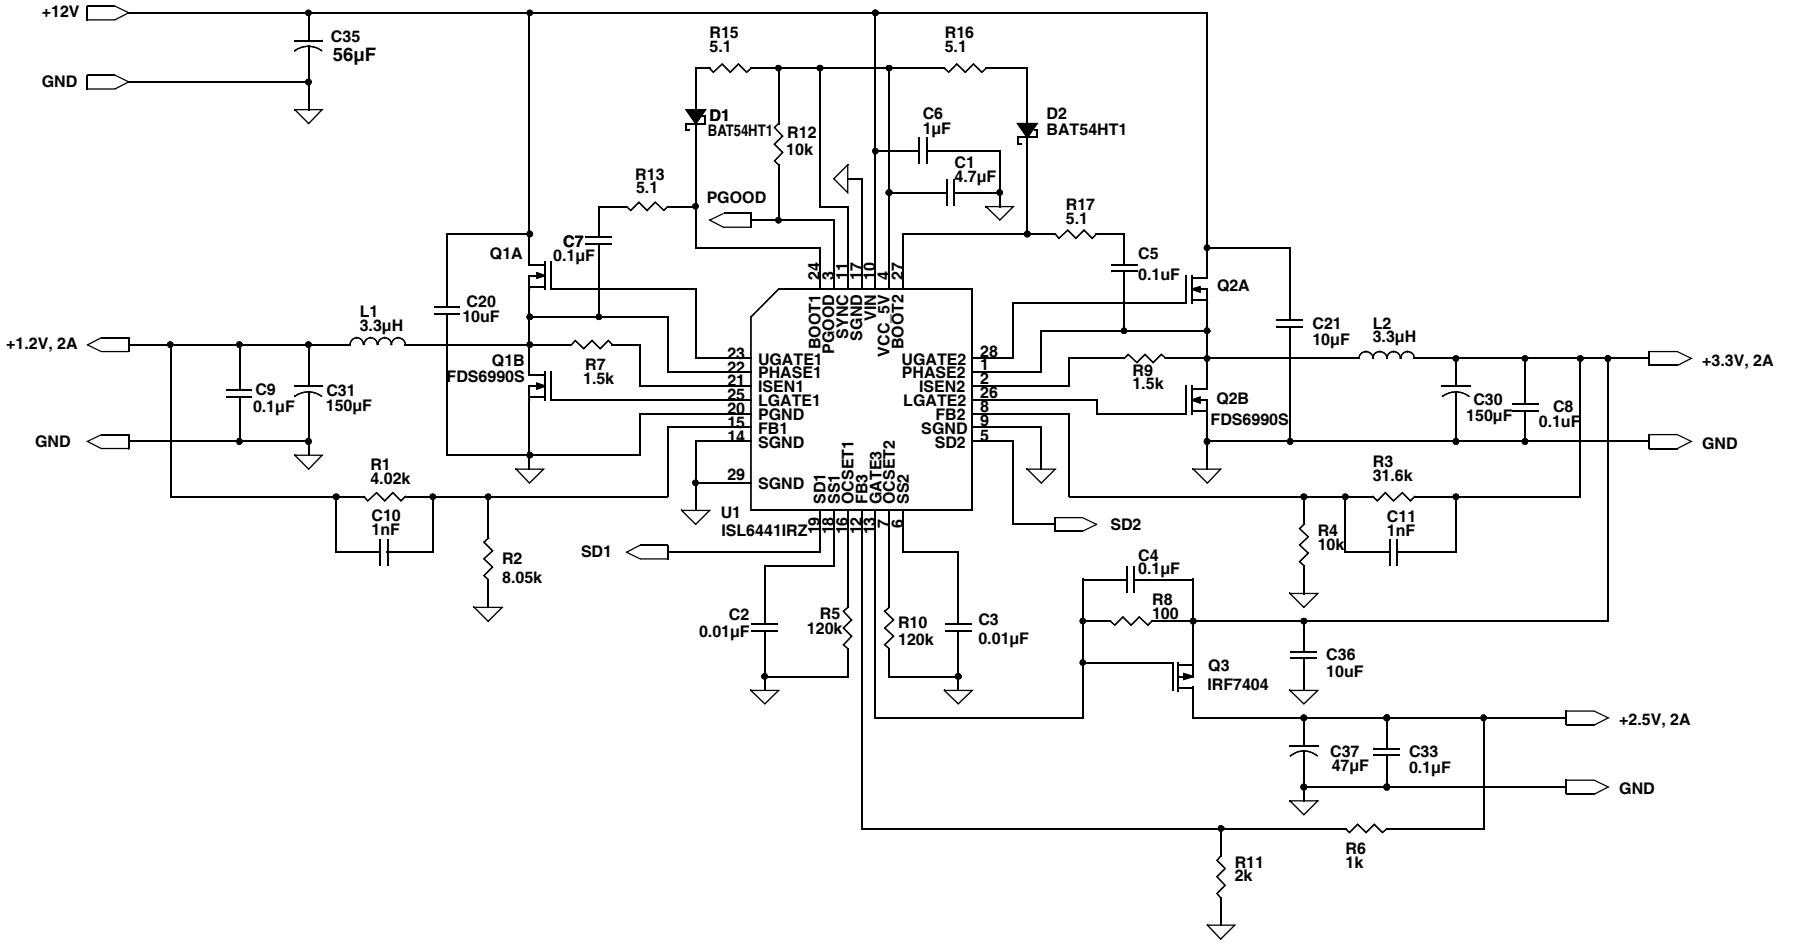 +12V
C35
56µF
GND
R15
5.1
R16
5.1
D1
BAT54HT1
R12
10k
C6
1µF
D2
BAT54HT1
C1
4.7µF
R13
5.1
PGOOD
R17
5.1
C7
0.1µF
Q1A
C5
0.1uF
Q2A
24
3
11
17
10
4
27
BOOT1
PGOOD
SYNC
SGND
VIN
VCC_5V
BOOT2
C20
10uF
L1
3.3µH
+1.2V, 2A
Q1B
FDS6990S
R7
1.5k
C21
10µF
L2
3.3µH
+3.3V, 2A
23
UGATE1
22
PHASE1
21
ISEN1
25
LGATE1
20
PGND
15
FB1
14
SGND
29
SGND
UGATE2
28
PHASE2
1
ISEN2
2
LGATE2
26
FB2
8
SGND
9
SD2
5
R9
1.5k
Q2B
FDS6990S
C9
0.1µF
C31
150µF
C30
150µF
C8
0.1uF
GND
GND
R1
4.02k
C10
1nF
R2
8.05k
SD1
SS1
OCSET1
FB3
GATE3
OCSET2
SS2
U1
ISL6441IRZ
19
18
16
12
13
7
6
SD1
SD2
R3
31.6k
C11
1nF
R4
10k
C4
0.1µF
R8
100
C2
0.01µF
R5
120k
R10
120k
C3
0.01µF
Q3
IRF7404
C36
10uF
+2.5V, 2A
C37
47µF
C33
0.1µF
GND
R6
1k
R11
2k